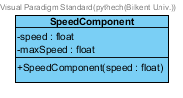 Visual Paradigm Standard(pythech(Bilkent Univ.))
SpeedComponent
-speed : float
-maxSpeed : float
+SpeedComponent(speed : float)